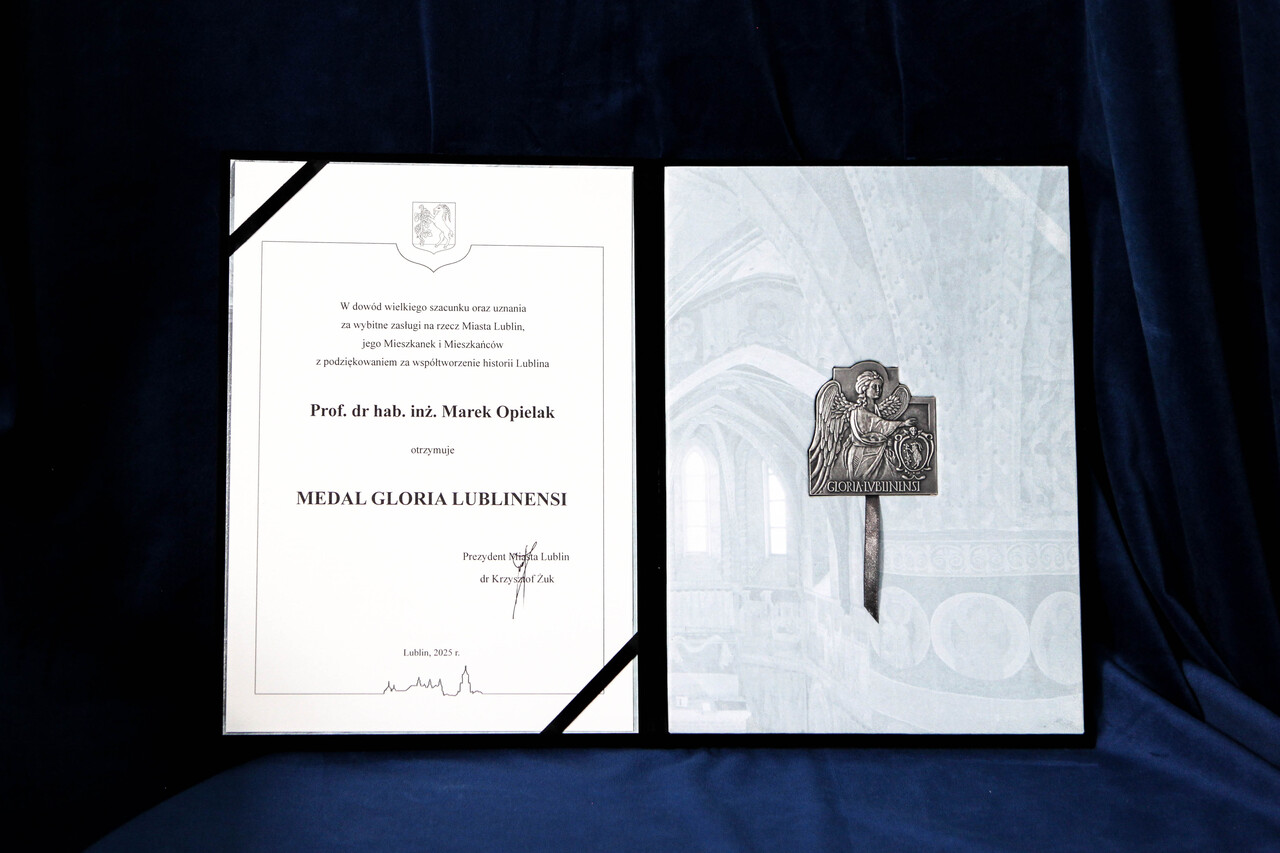 W dowód wielkiego szacunku oraz uznania
za wybitne zasługi na rzecz Miasta Lublin,
jego Mieszkanek i Mieszkańców
z podziękowaniem za współtworzenie historii Lublina
Prof. dr hab. inż. Marek Opielak
otrzymuje
MEDAL GLORIA LUBLINENSI
Prezydent Miasta Lublin
dr Krzysztof Żuk
Lublin, 2025 r.
GLORIA LVBLINENSI